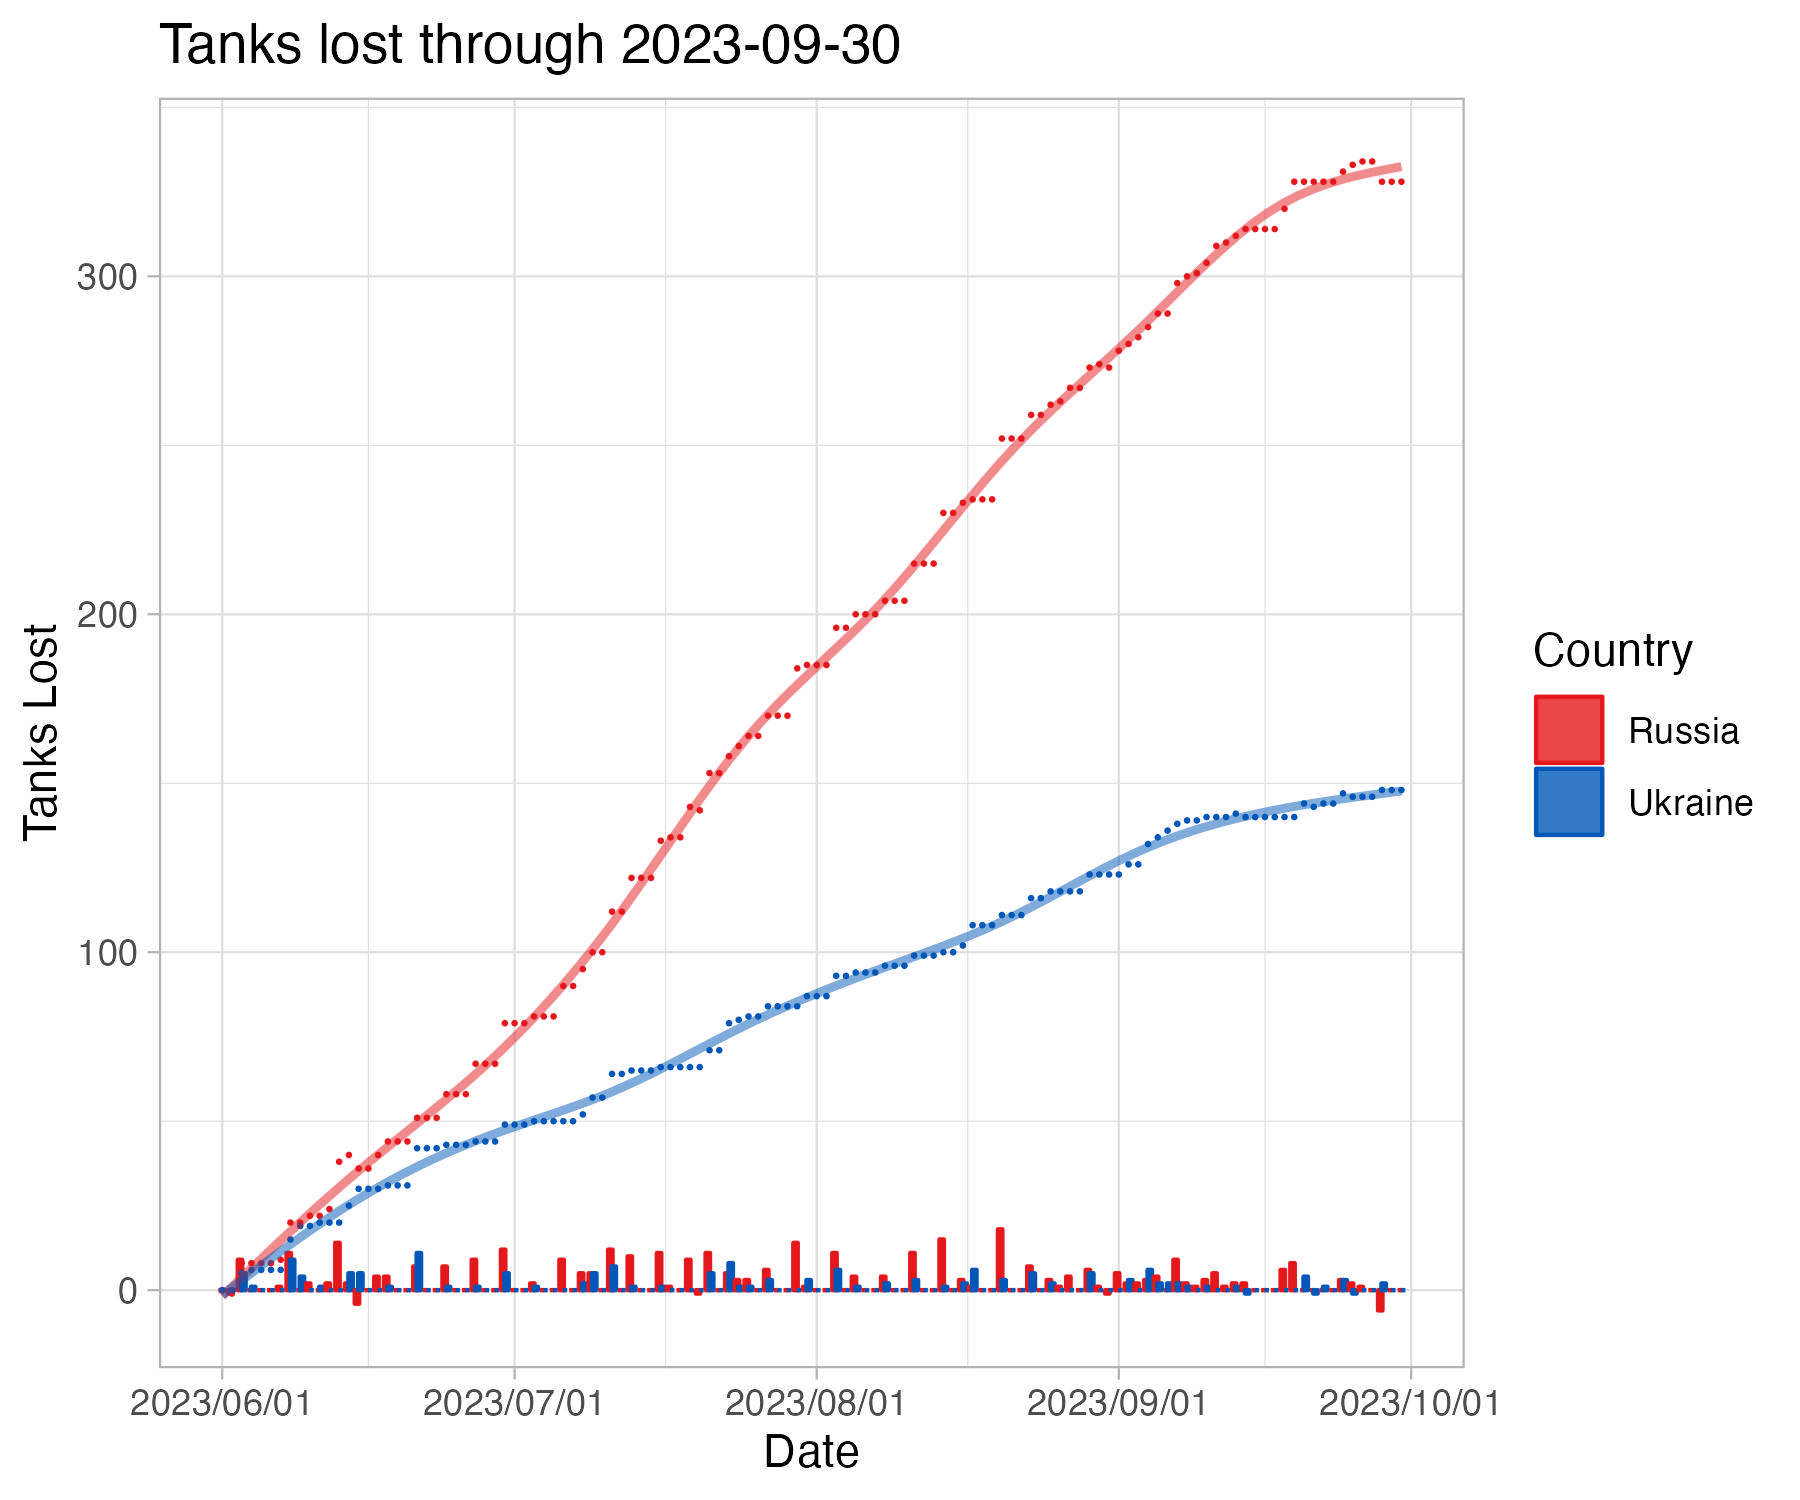 Tanks lost through 2023-09-30
Tanks Lost
300
200
100
0
2023/06/01
2023/07/01
2023/08/01
2023/09/01
2023/10/01
Date
Country
Russia
Ukraine